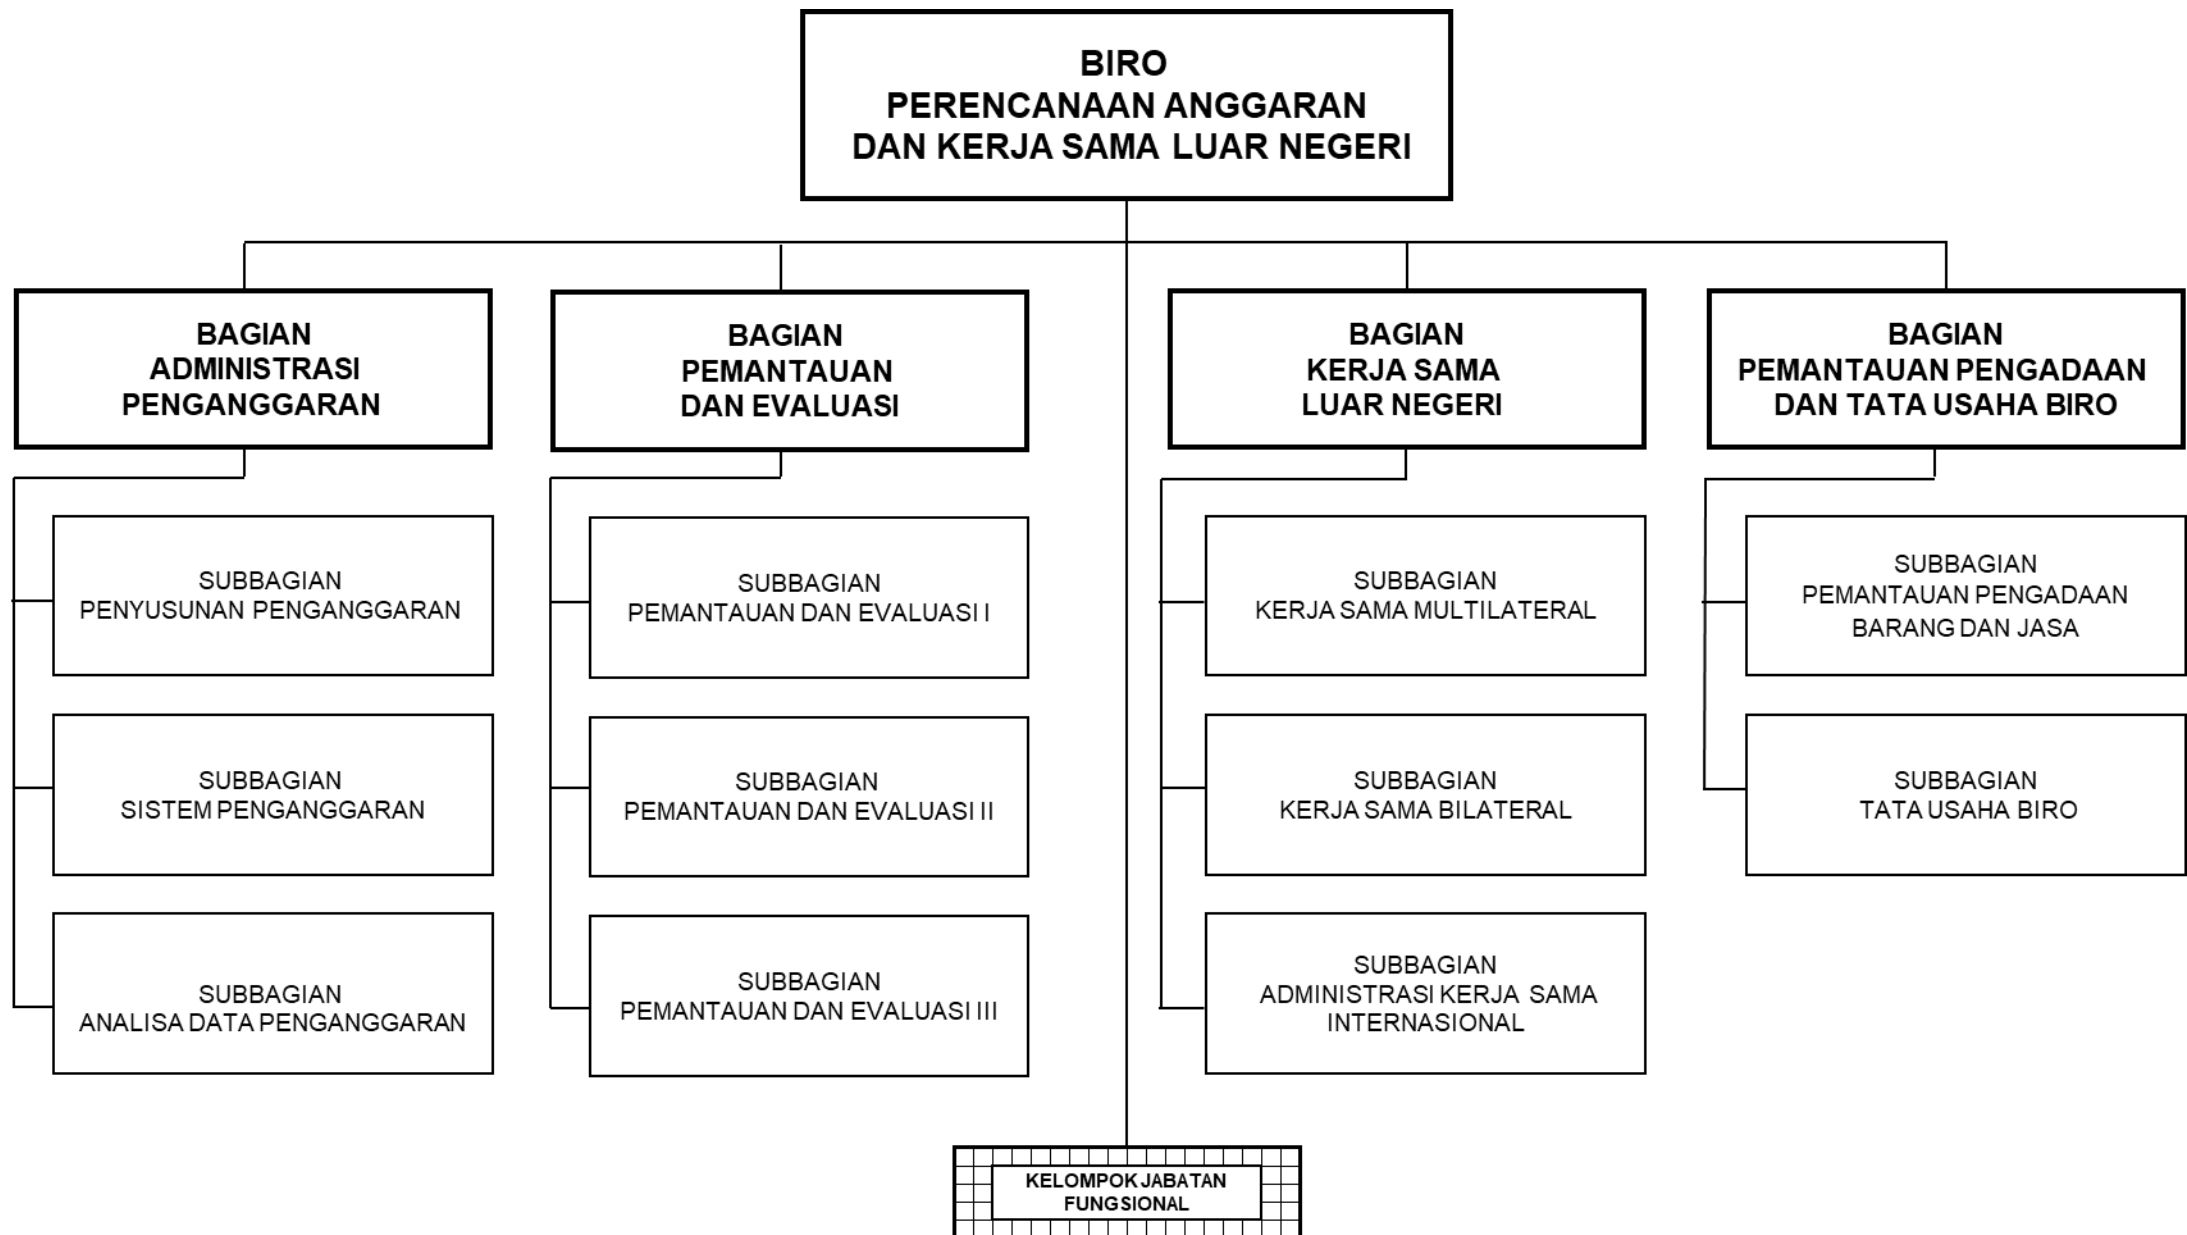 BIRO
PERENCANAAN ANGGARAN
DAN KERJA SAMA LUAR NEGERI
BAGIAN
ADMINISTRASI
PENGANGGARAN
BAGIAN
PEMANTAUAN
DAN EVALUASI
BAGIAN
KERJA SAMA
LUAR NEGERI
BAGIAN
PEMANTAUAN PENGADAAN
DAN TATA USAHA BIRO
SUBBAGIAN
PENYUSUNAN PENGANGGARAN
SUBBAGIAN
PEMANTAUAN DAN EVALUASI I
SUBBAGIAN
KERJA SAMA MULTILATERAL
SUBBAGIAN
PEMANTAUAN PENGADAAN
BARANG DAN JASA
SUBBAGIAN
SISTEM PENGANGGARAN
SUBBAGIAN
PEMANTAUAN DAN EVALUASI II
SUBBAGIAN
KERJA SAMA BILATERAL
SUBBAGIAN
TATA USAHA BIRO
SUBBAGIAN
ANALISA DATA PENGANGGARAN
SUBBAGIAN
PEMANTAUAN DAN EVALUASI III
SUBBAGIAN
ADMINISTRASI KERJA SAMA
INTERNASIONAL
KELOMPOK JABATAN
FUNGSIONAL